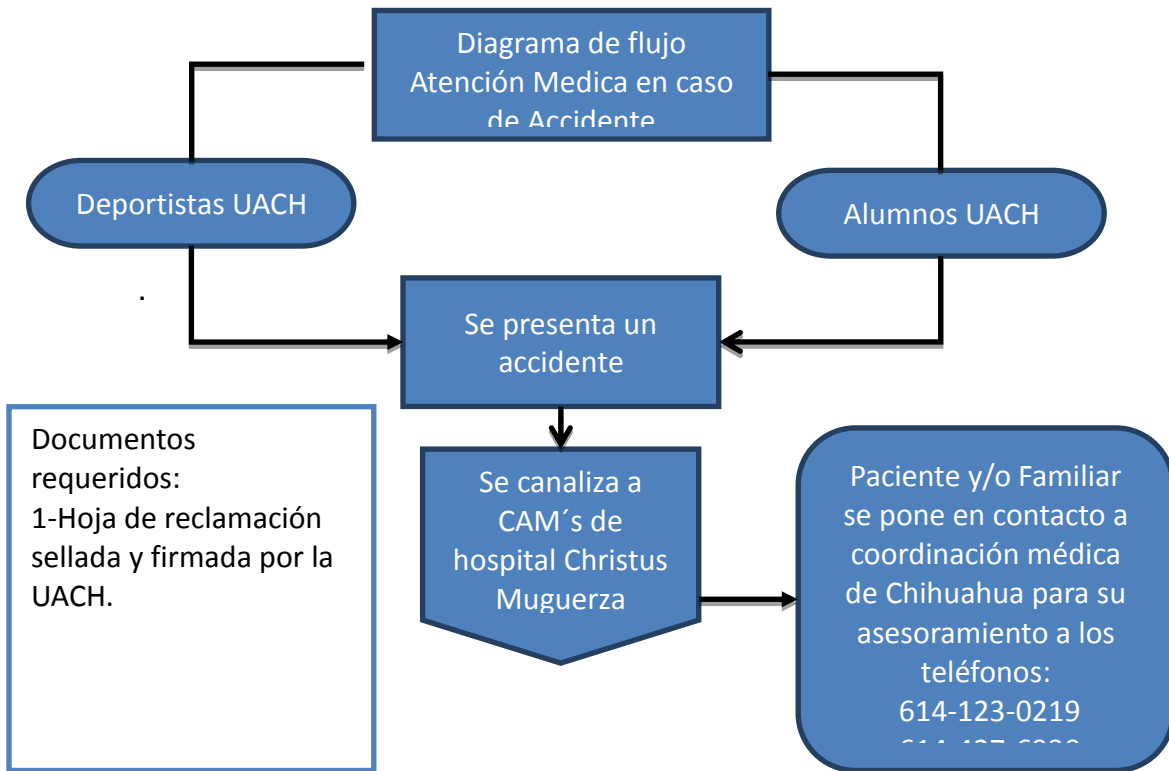 Diagrama de flujo
Atención Medica en caso
de Accidente
Deportistas UACH
Alumnos UACH
.
Se presenta un
accidente
Documentos
requeridos:
1-Hoja de reclamación
sellada y firmada por la
UACH.
Se canaliza a
CAM´s de
hospital Christus
Muguerza
Paciente y/o Familiar
se pone en contacto a
coordinación médica
de Chihuahua para su
asesoramiento a los
teléfonos:
614-123-0219